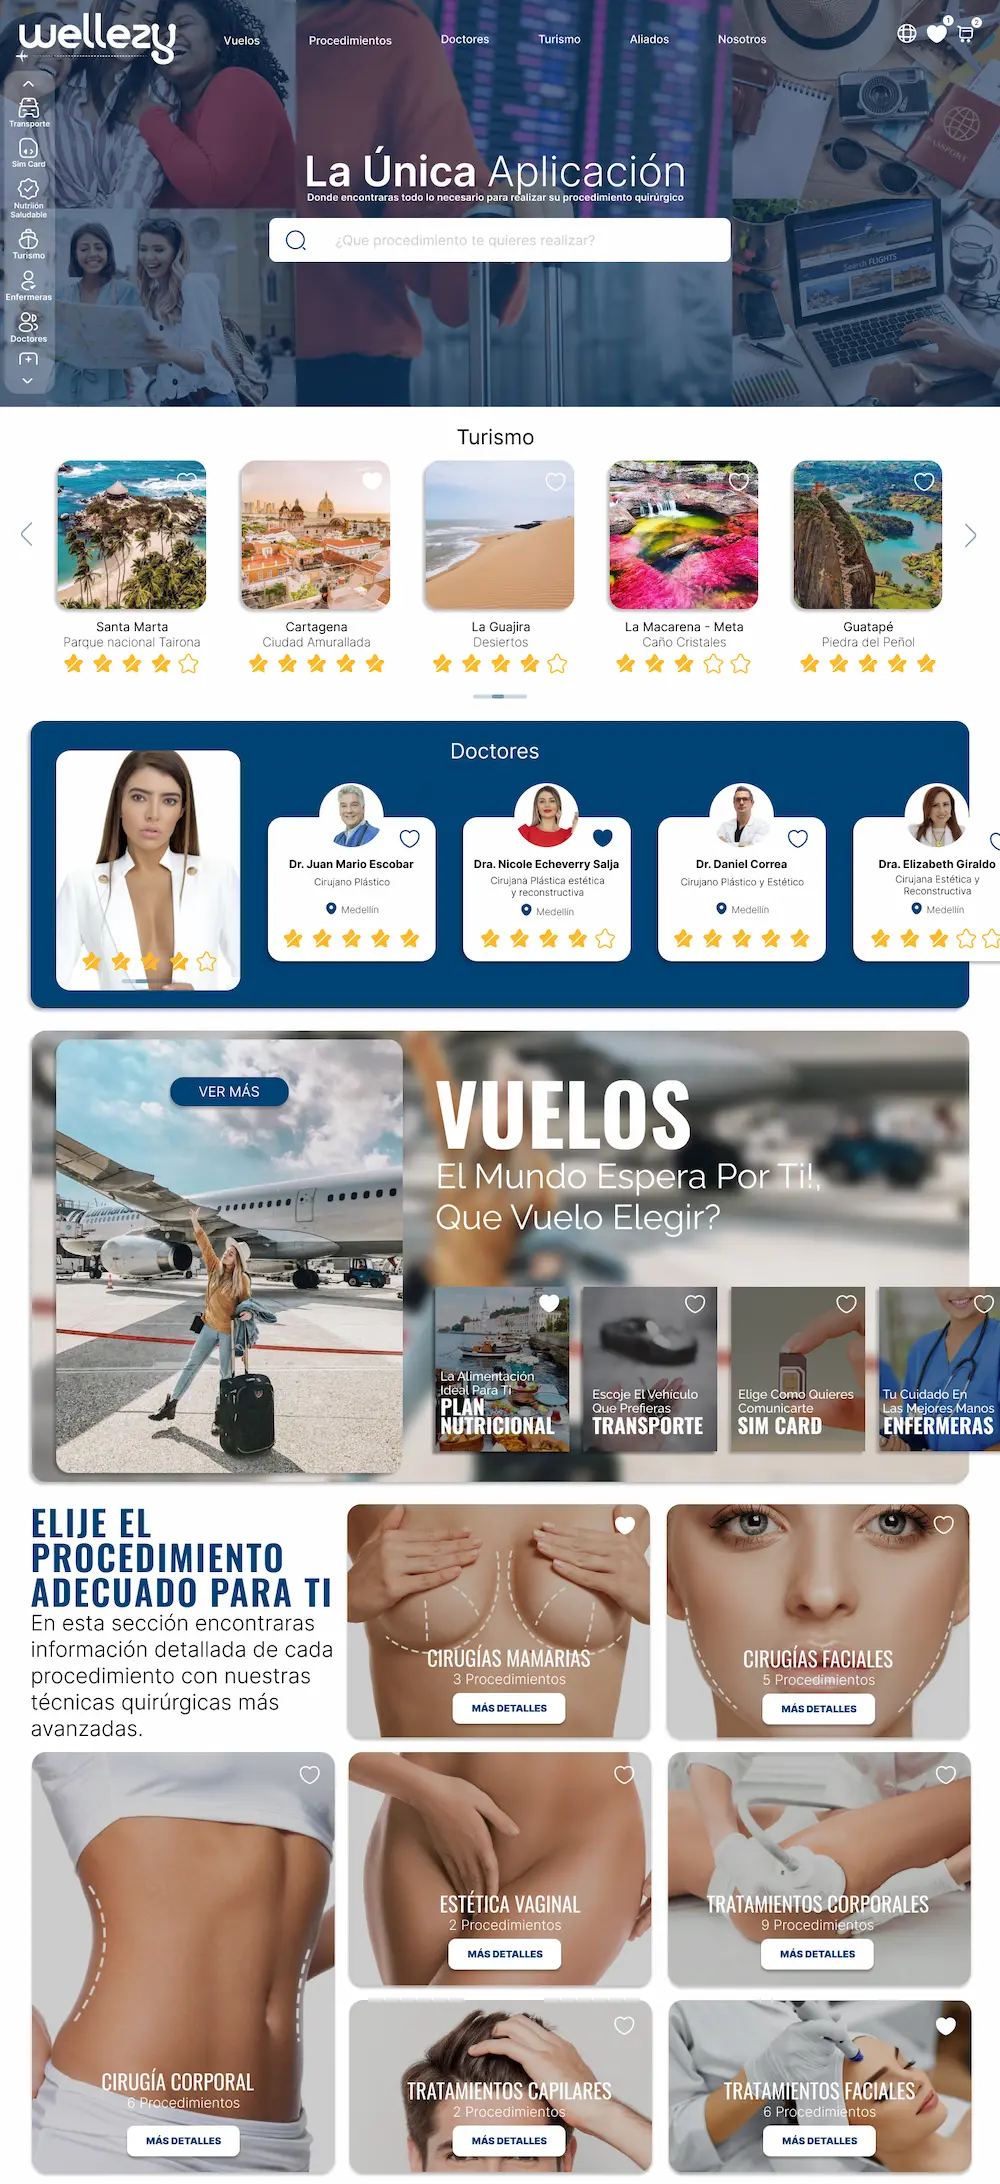 wellezy
Vuelos
Procedimientos
Doctores
Turismo
Aliados
Nosotros
1
2
Transporte
Sim Card
Nutriión
Saludable
Turismo
Enfermeras
Doctores
La Única Aplicación
Donde encontraras todo lo necesario para realizar su procedimiento quirúrgico
¿Que procedimiento te quieres realizar?
PASSPORT
Search FLIGHTS
Turismo
Santa Marta
Parque nacional Tairona
Cartagena
Ciudad Amurallada
La Guajira
Desiertos
La Macarena - Meta
Caño Cristales
Guatapé
Piedra del Peñol
Doctores
Dr. Juan Mario Escobar
Cirujano Plástico
Medellín
Dra. Nicole Echeverry Salja
Cirujana Plástica estética
y reconstructiva
Medellín
Dr. Daniel Correa
Cirujano Plástico y Estético
Medellín
Dra. Elizabeth Giraldo
Cirujana Estética y
Reconstructiva
Medellín
VER MÁS
VUELOS
El Mundo Espera Por Ti!,
Que Vuelo Elegir?
La Alimentación
Ideal Para Ti
PLAN
NUTRICIONAL
Escoje El Vehículo
Que Prefieras
TRANSPORTE
Elige Como Quieres
Comunicarte
SIM CARD
Tu Cuidado En
Las Mejores Manos
ENFERMERAS
ELIJE EL
PROCEDIMIENTO
ADECUADO PARA TI
En esta sección encontraras
información detallada de cada
procedimiento con nuestras
técnicas quirúrgicas más
avanzadas.
CIRUGÍAS MAMARIAS
3 Procedimientos
MÁS DETALLES
CIRUGÍAS FACIALES
5 Procedimientos
MÁS DETALLES
CIRUGÍA CORPORAL
6 Procedimientos
MÁS DETALLES
ESTÉTICA VAGINAL
2 Procedimientos
MÁS DETALLES
TRATAMIENTOS CORPORALES
9 Procedimientos
MÁS DETALLES
TRATAMIENTOS CAPILARES
2 Procedimientos
MÁS DETALLES
TRATAMIENTOS FACIALES
6 Procedimientos
MÁS DETALLES